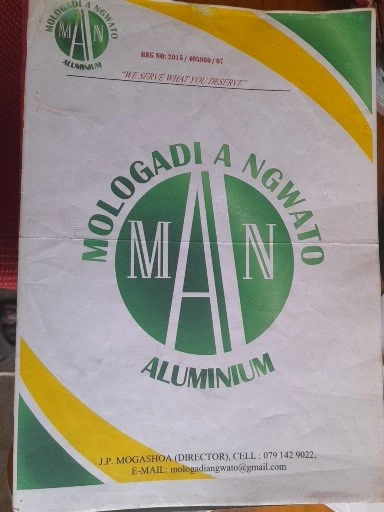 MOLOGADI A NGWATO
MAN
ALUMINIUM
REG NO: 2015 / 405980 / 07
"WE SERVE WHAT YOU DESERVE"
MOLOGADI A NGWATO
MAN
ALUMINIUM
J.P. MOGASHOA (DIRECTOR), CELL : 079 142 9022,
E-MAIL: mologadiangwato@gmail.com